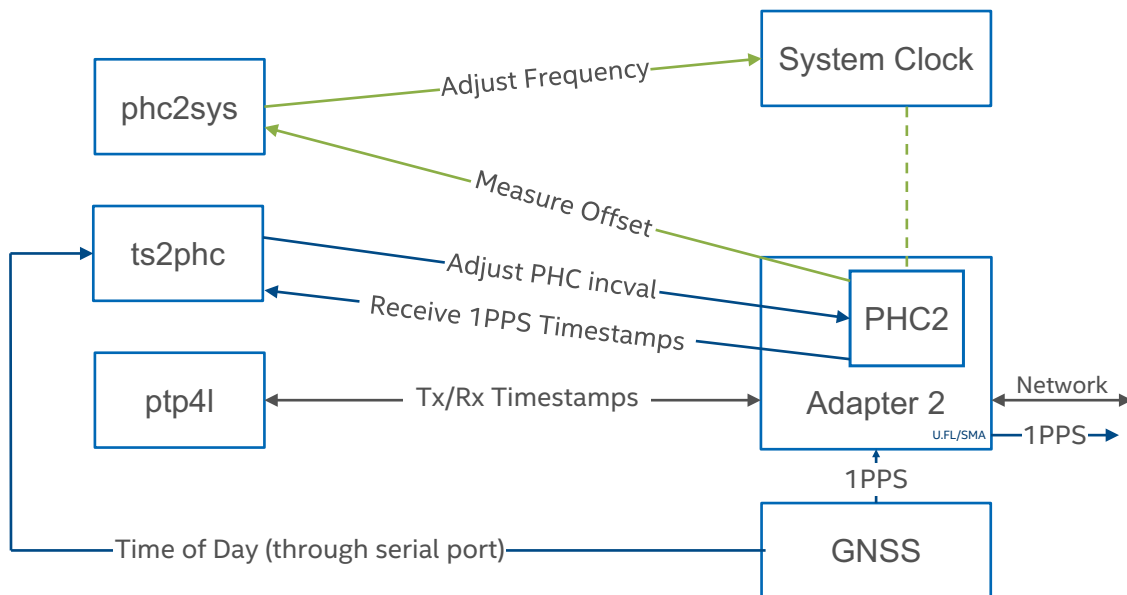 System Clock
Adjust Frequency
phc2sys
Measure Offset
ts2phc
Adjust PHC incval
Receive 1PPS Timestamps
PHC2
ptp4l
Tx/Rx Timestamps
Adapter 2
Network
U.FL/SMA
1PPS
1PPS
Time of Day (through serial port)
GNSS